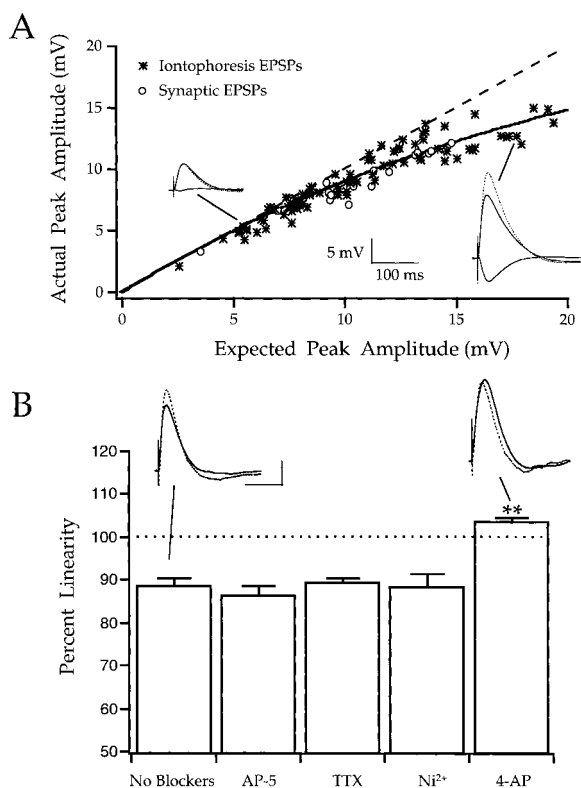 A
Actual Peak Amplitude (mV)
20
15
10
5
0
Iontophoresis EPSPs
Synaptic EPSPs
5 mV
100 ms
0
5
10
15
20
Expected Peak Amplitude (mV)
B
Percent Linearity
120
110
100
90
80
70
60
50
**
No Blockers
AP-5
TTX
Ni²⁺
4-AP